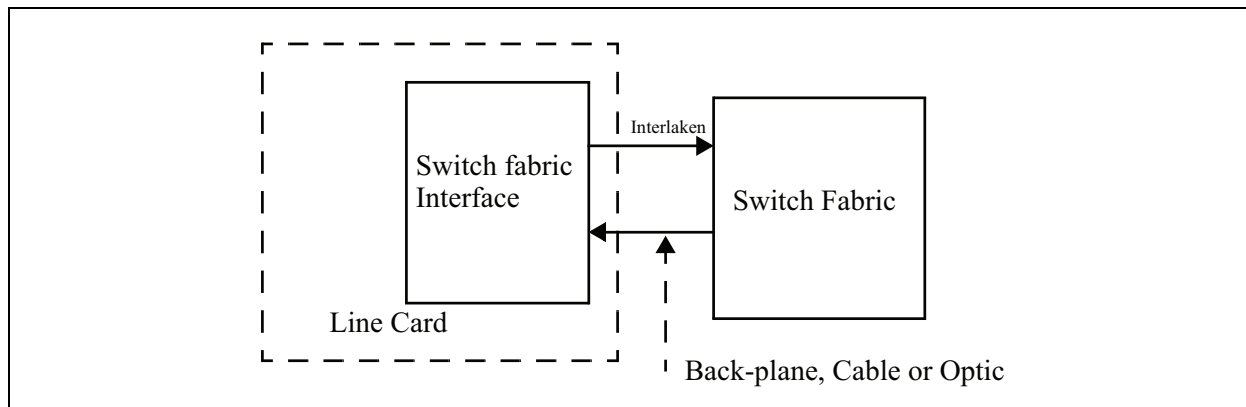 Interlaken
Switch fabric
Interface
Switch Fabric
Line Card
Back-plane, Cable or Optic